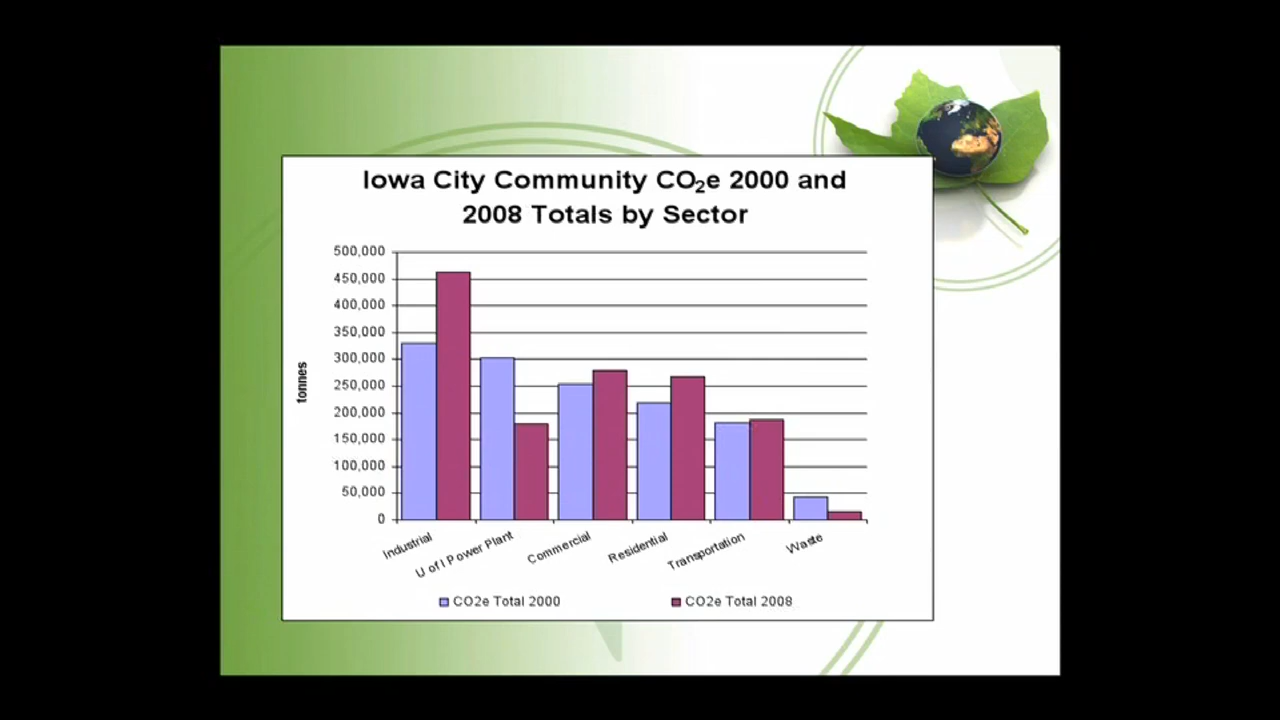 Iowa City Community CO₂e 2000 and
2008 Totals by Sector
500,000
450,000
400,000
350,000
300,000
250,000
200,000
150,000
100,000
50,000
0
tonnes
Industrial
U of I Power Plant
Commercial
Residential
Transportation
Waste
CO2e Total 2000
CO2e Total 2008